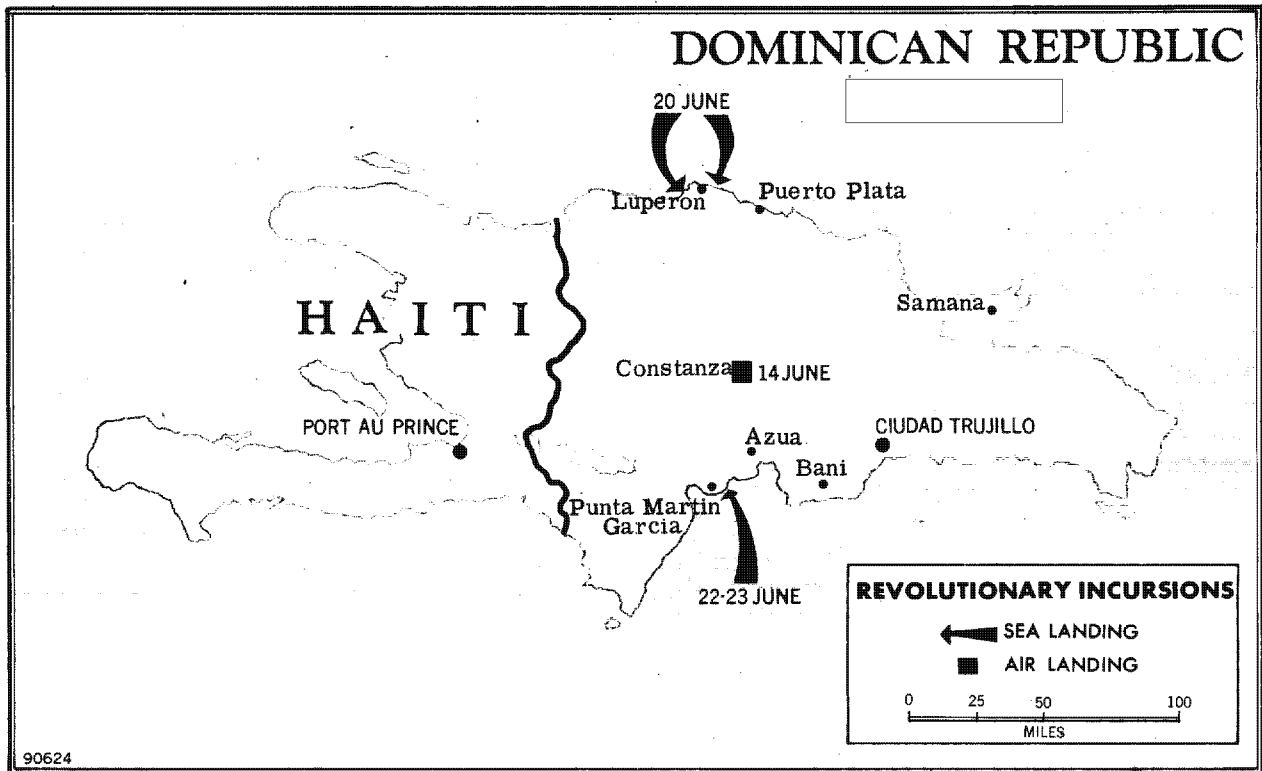 DOMINICAN REPUBLIC
20 JUNE
Luperon
Puerto Plata
HAITI
Samana
Constanza
14 JUNE
PORT AU PRINCE
CIUDAD TRUJILLO
Azua
Bani
Punta Martin
Garcia
22-23 JUNE
REVOLUTIONARY INCURSIONS
SEA LANDING
AIR LANDING
0 25 50 100
MILES
90624